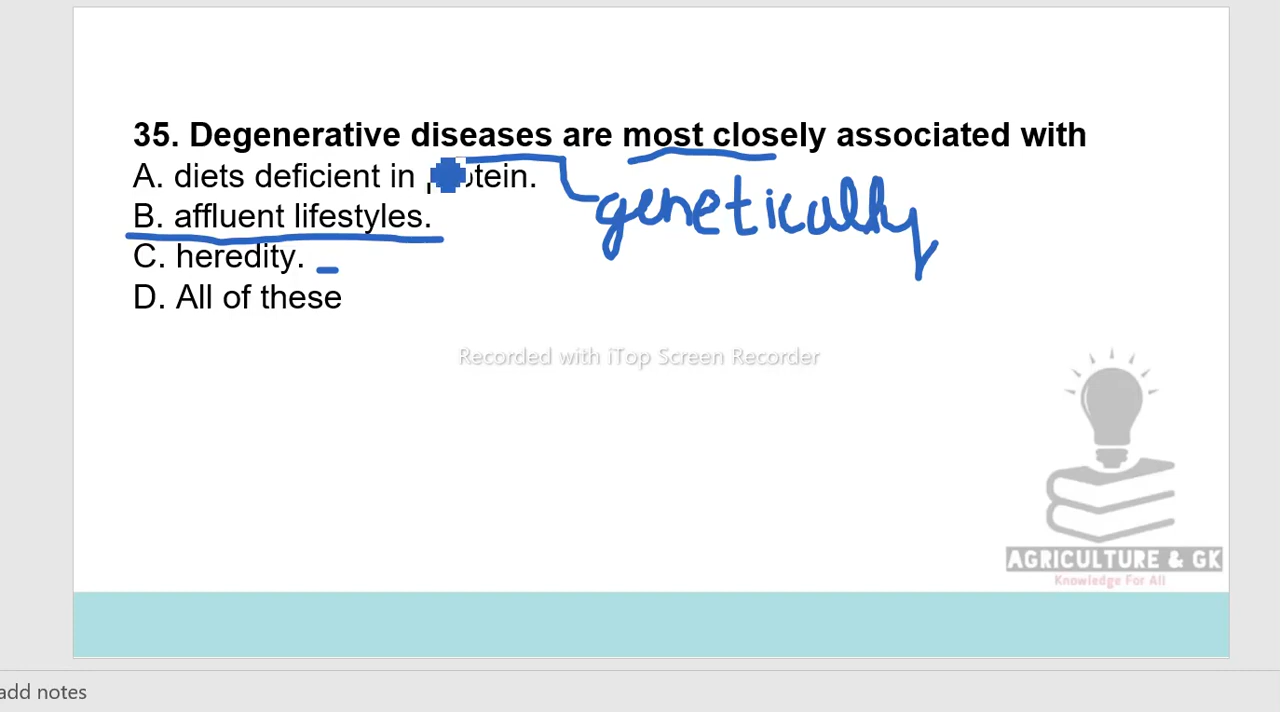 35. Degenerative diseases are most closely associated with
A. diets deficient in protein.
B. affluent lifestyles.
genetically
C. heredity.
D. All of these
Recorded with iTop Screen Recorder
AGRICULTURE & GK
Knowledge For All
add notes